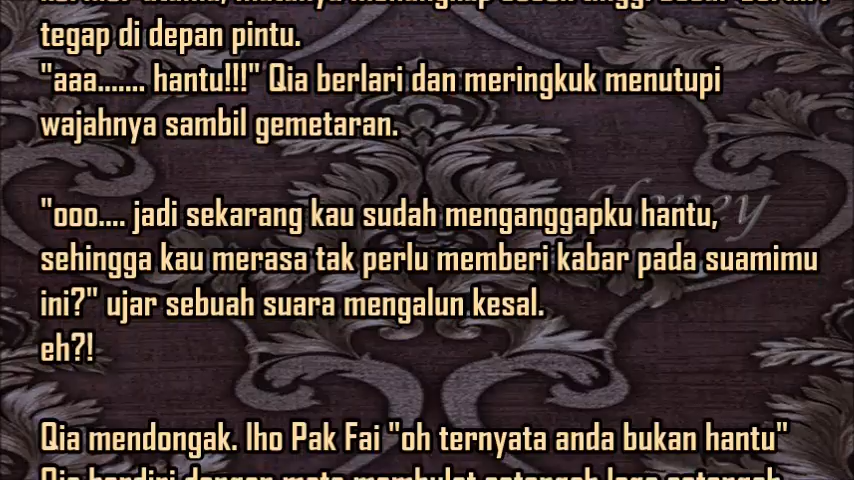 tegap di depan pintu.
"aaa....... hantu!!!" Qia berlari dan meringkuk menutupi
wajahnya sambil gemetaran.
"ooo.... jadi sekarang kau sudah menganggapku hantu,
Honey
sehingga kau merasa tak perlu memberi kabar pada suamimu
ini?" ujar sebuah suara mengalun kesal.
eh?!
Qia mendongak. lho Pak Fai "oh ternyata anda bukan hantu"